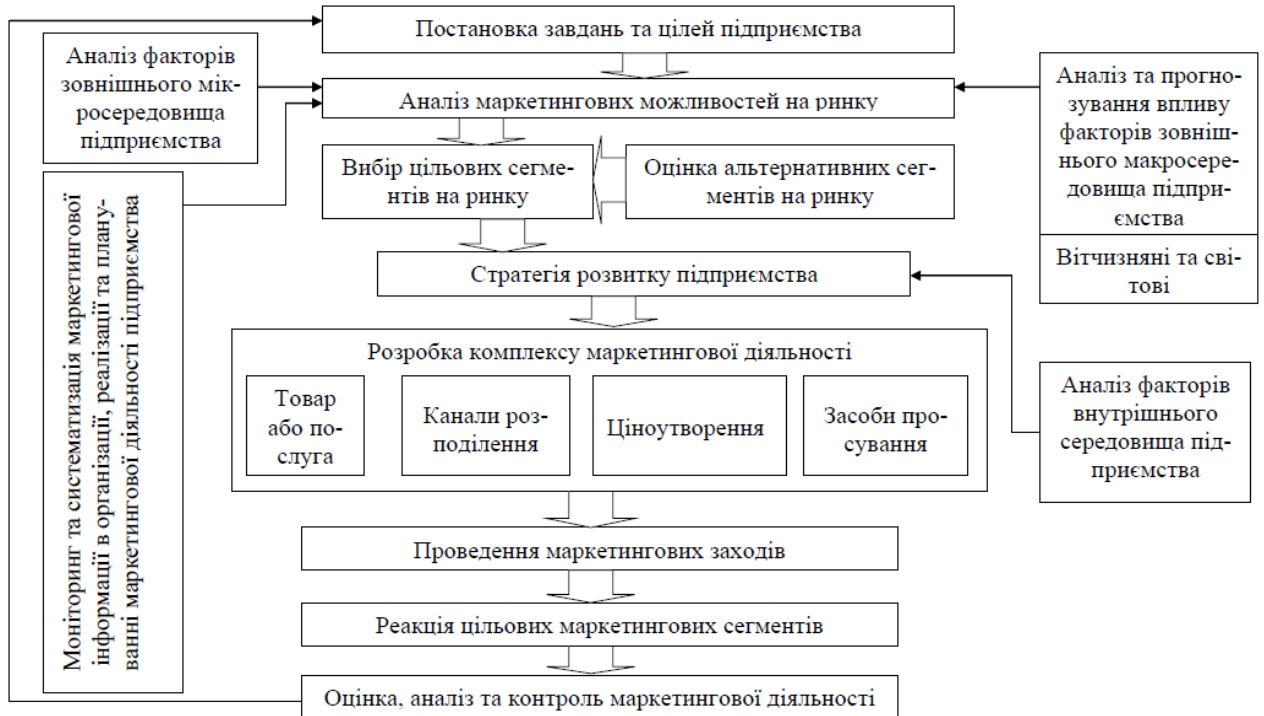 Постановка завдань та цілей підприємства
Аналіз факторів
зовнішнього мік-
росередовища
підприємства
Аналіз маркетингових можливостей на ринку
Аналіз та прогно-
зування впливу
факторів зовніш-
нього макросере-
довища підпри-
ємства
Вітчизняні та сві-
тові
Вибір цільових сегме-
нтів на ринку
Оцінка альтернативних сег-
ментів на ринку
Моніторинг та систематизація маркетингової
інформації в організації, реалізації та плану-
ванні маркетингової діяльності підприємства
Стратегія розвитку підприємства
Розробка комплексу маркетингової діяльності
Товар
або по-
слуга
Канали роз-
поділення
Ціноутворення
Засоби про-
сування
Аналіз факторів
внутрішнього
середовища під-
приємства
Проведення маркетингових заходів
Реакція цільових маркетингових сегментів
Оцінка, аналіз та контроль маркетингової діяльності